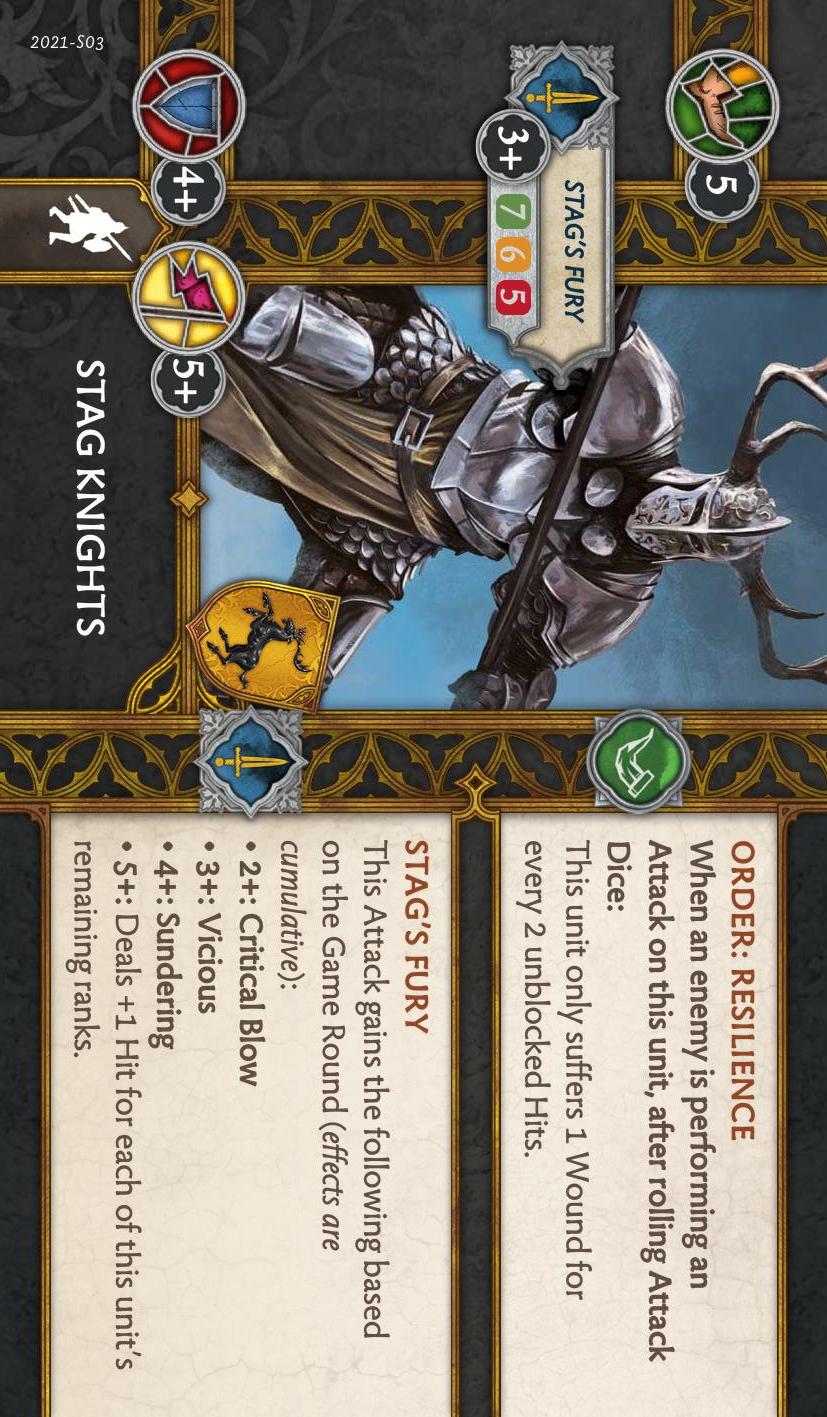 5
STAG'S FURY
3+
7 6 5
4+
5+
STAG KNIGHTS
2021-S03
ORDER: RESILIENCE
When an enemy is performing an
Attack on this unit, after rolling Attack
Dice:
This unit only suffers 1 Wound for
every 2 unblocked Hits.
STAG'S FURY
This Attack gains the following based
on the Game Round (effects are
cumulative):
• 2+: Critical Blow
• 3+: Vicious
• 4+: Sundering
• 5+: Deals +1 Hit for each of this unit's
remaining ranks.